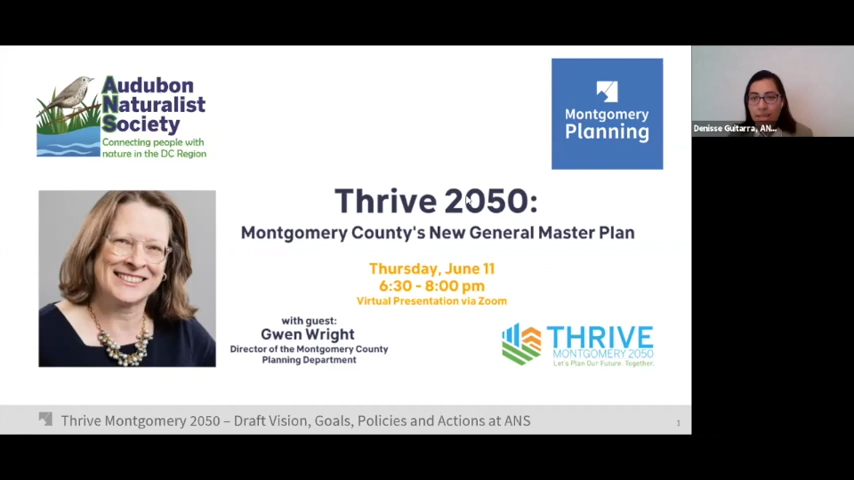 Audubon
Naturalist
Society
Connecting people with
nature in the DC Region
Montgomery
Planning
Denisse Guitarra, AN...
Thrive 2050:
Montgomery County's New General Master Plan
Thursday, June 11
6:30 - 8:00 pm
Virtual Presentation via Zoom
with guest:
Gwen Wright
Director of the Montgomery County
Planning Department
THRIVE
MONTGOMERY 2050
Let's Plan Our Future. Together.
Thrive Montgomery 2050 – Draft Vision, Goals, Policies and Actions at ANS
1